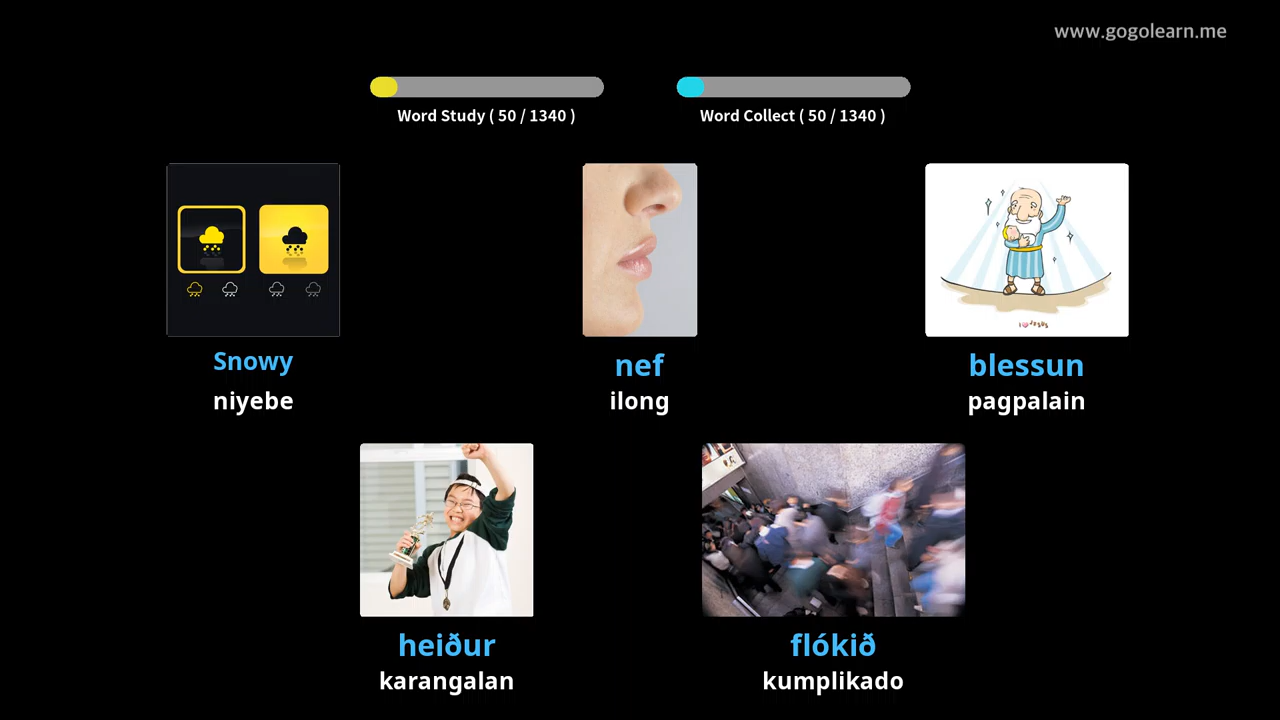 www.gogolearn.me
Word Study ( 50 / 1340 )
Word Collect ( 50 / 1340 )
Snowy
niyebe
nef
ilong
blessun
pagpalain
heiður
karangalan
flókið
kumplikado